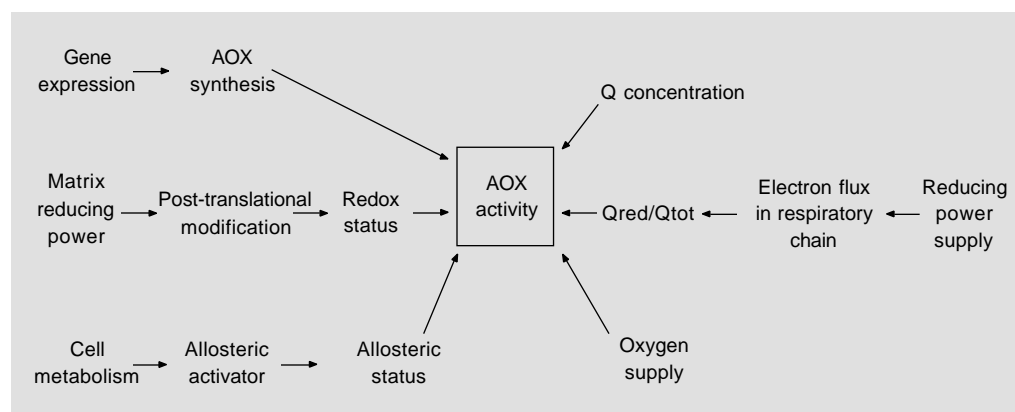 Gene
expression
AOX
synthesis
Q concentration
Matrix
reducing
power
Post-translational
modification
Redox
status
AOX
activity
Qred/Qtot
Electron flux
in respiratory
chain
Reducing
power
supply
Cell
metabolism
Allosteric
activator
Allosteric
status
Oxygen
supply